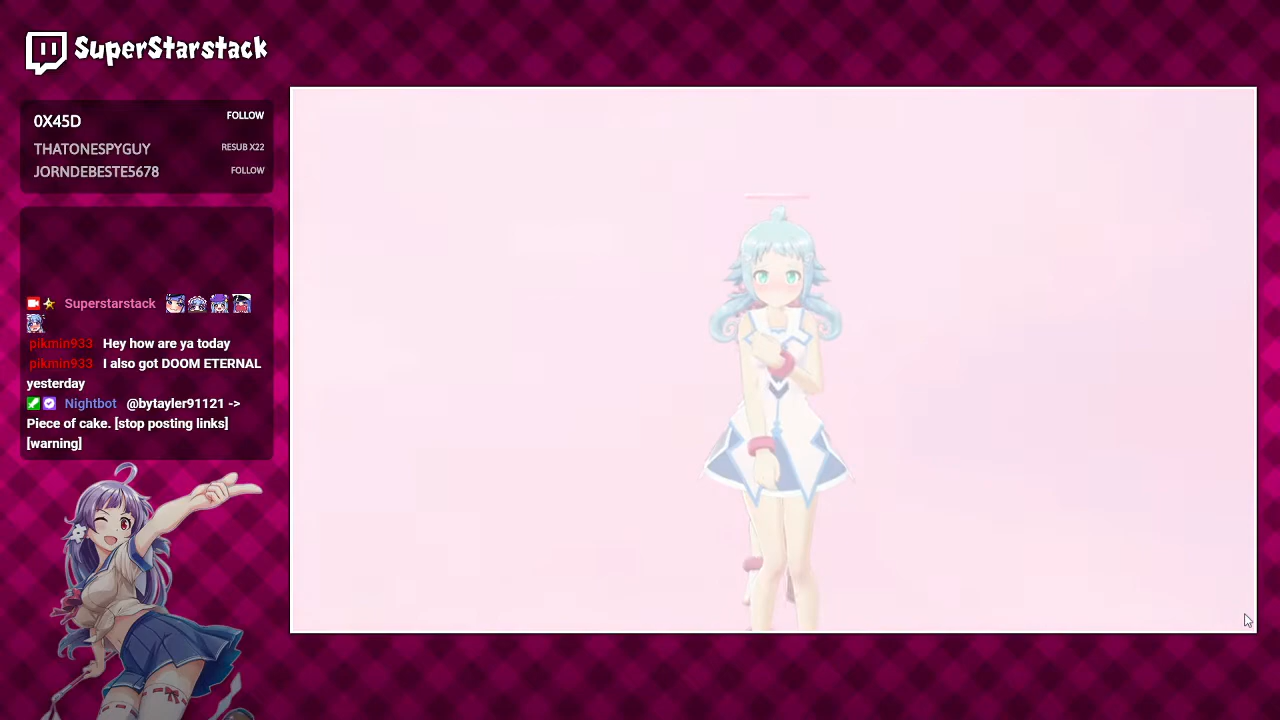 SuperStarstack
0X45D FOLLOW
THATONESPYGUY RESUB X22
JORNDEBESTE5678 FOLLOW
Superstarstack
pikmin933 Hey how are ya today
pikmin933 I also got DOOM ETERNAL
yesterday
Nightbot @bytayler91121 ->
Piece of cake. [stop posting links]
[warning]